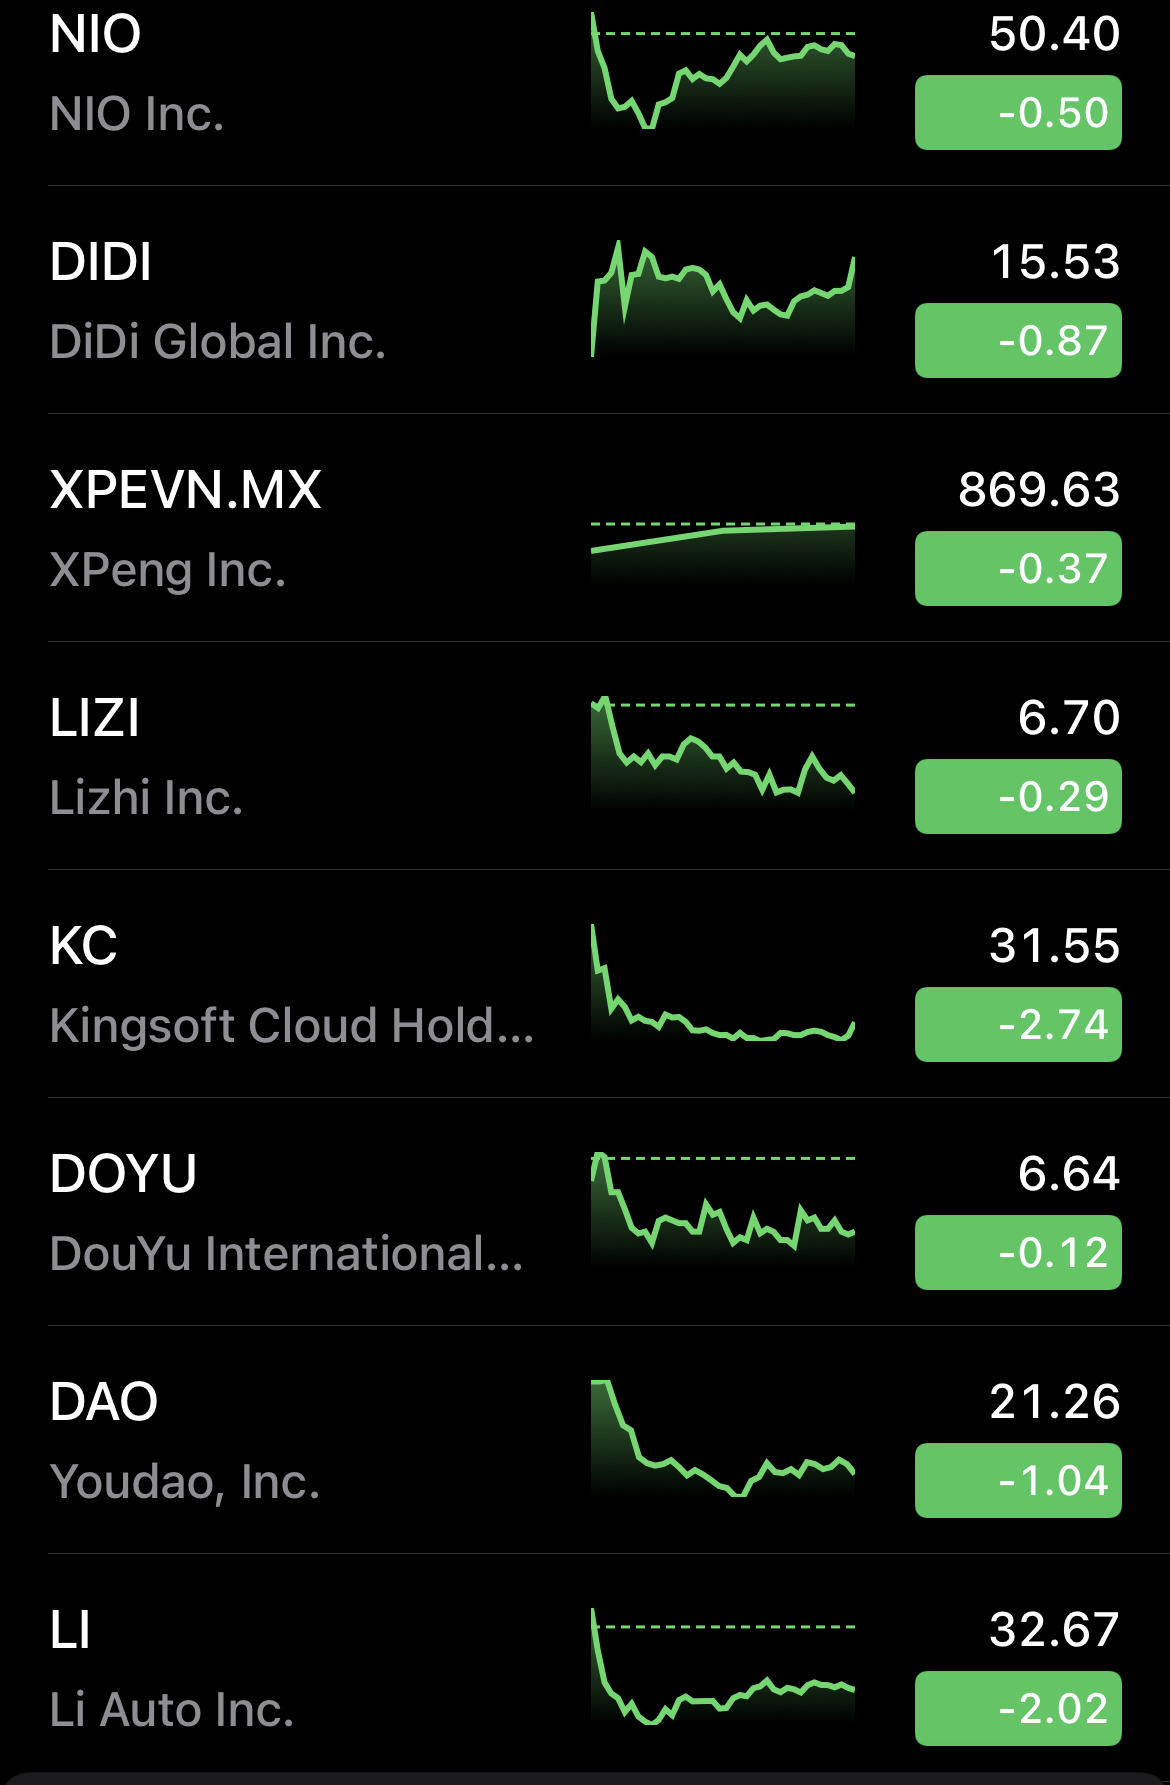 NIO
50.40
NIO Inc.
-0.50
DIDI
15.53
DiDi Global Inc.
-0.87
XPEVN.MX
869.63
XPeng Inc.
-0.37
LIZI
6.70
Lizhi Inc.
-0.29
KC
31.55
Kingsoft Cloud Hold...
-2.74
DOYU
6.64
DouYu International...
-0.12
DAO
21.26
Youdao, Inc.
-1.04
LI
32.67
Li Auto Inc.
-2.02